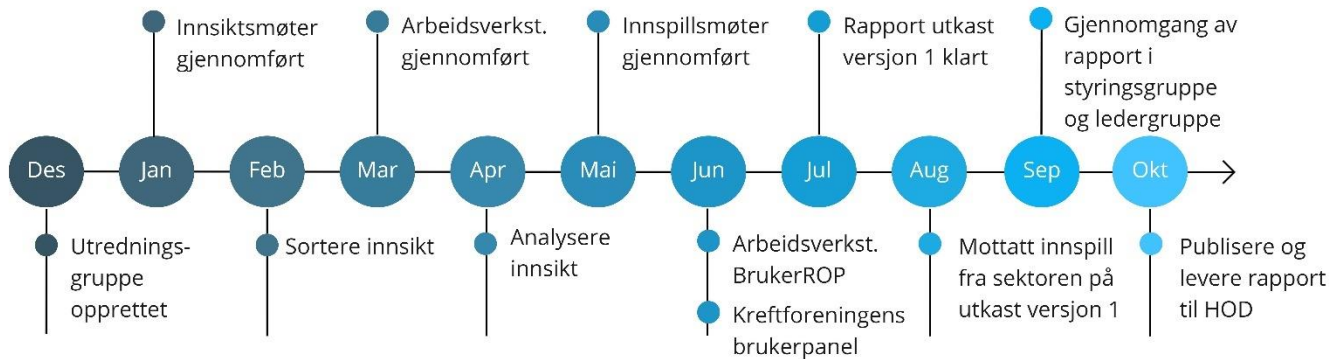 Innsiktsmøter
gjennomført
Arbeidsverkst.
gjennomført
Innspillsmøter
gjennomført
Rapport utkast
versjon 1 klart
Gjennomgang av
rapport i
styringsgruppe
og ledergruppe
Des
Jan
Feb
Mar
Apr
Mai
Jun
Jul
Aug
Sep
Okt
Utrednings-
gruppe
opprettet
Sortere innsikt
Analysere
innsikt
Arbeidsverkst.
BrukerROP
Kreftforeningens
brukerpanel
Mottatt innspill
fra sektoren på
utkast versjon 1
Publisere og
levere rapport
til HOD